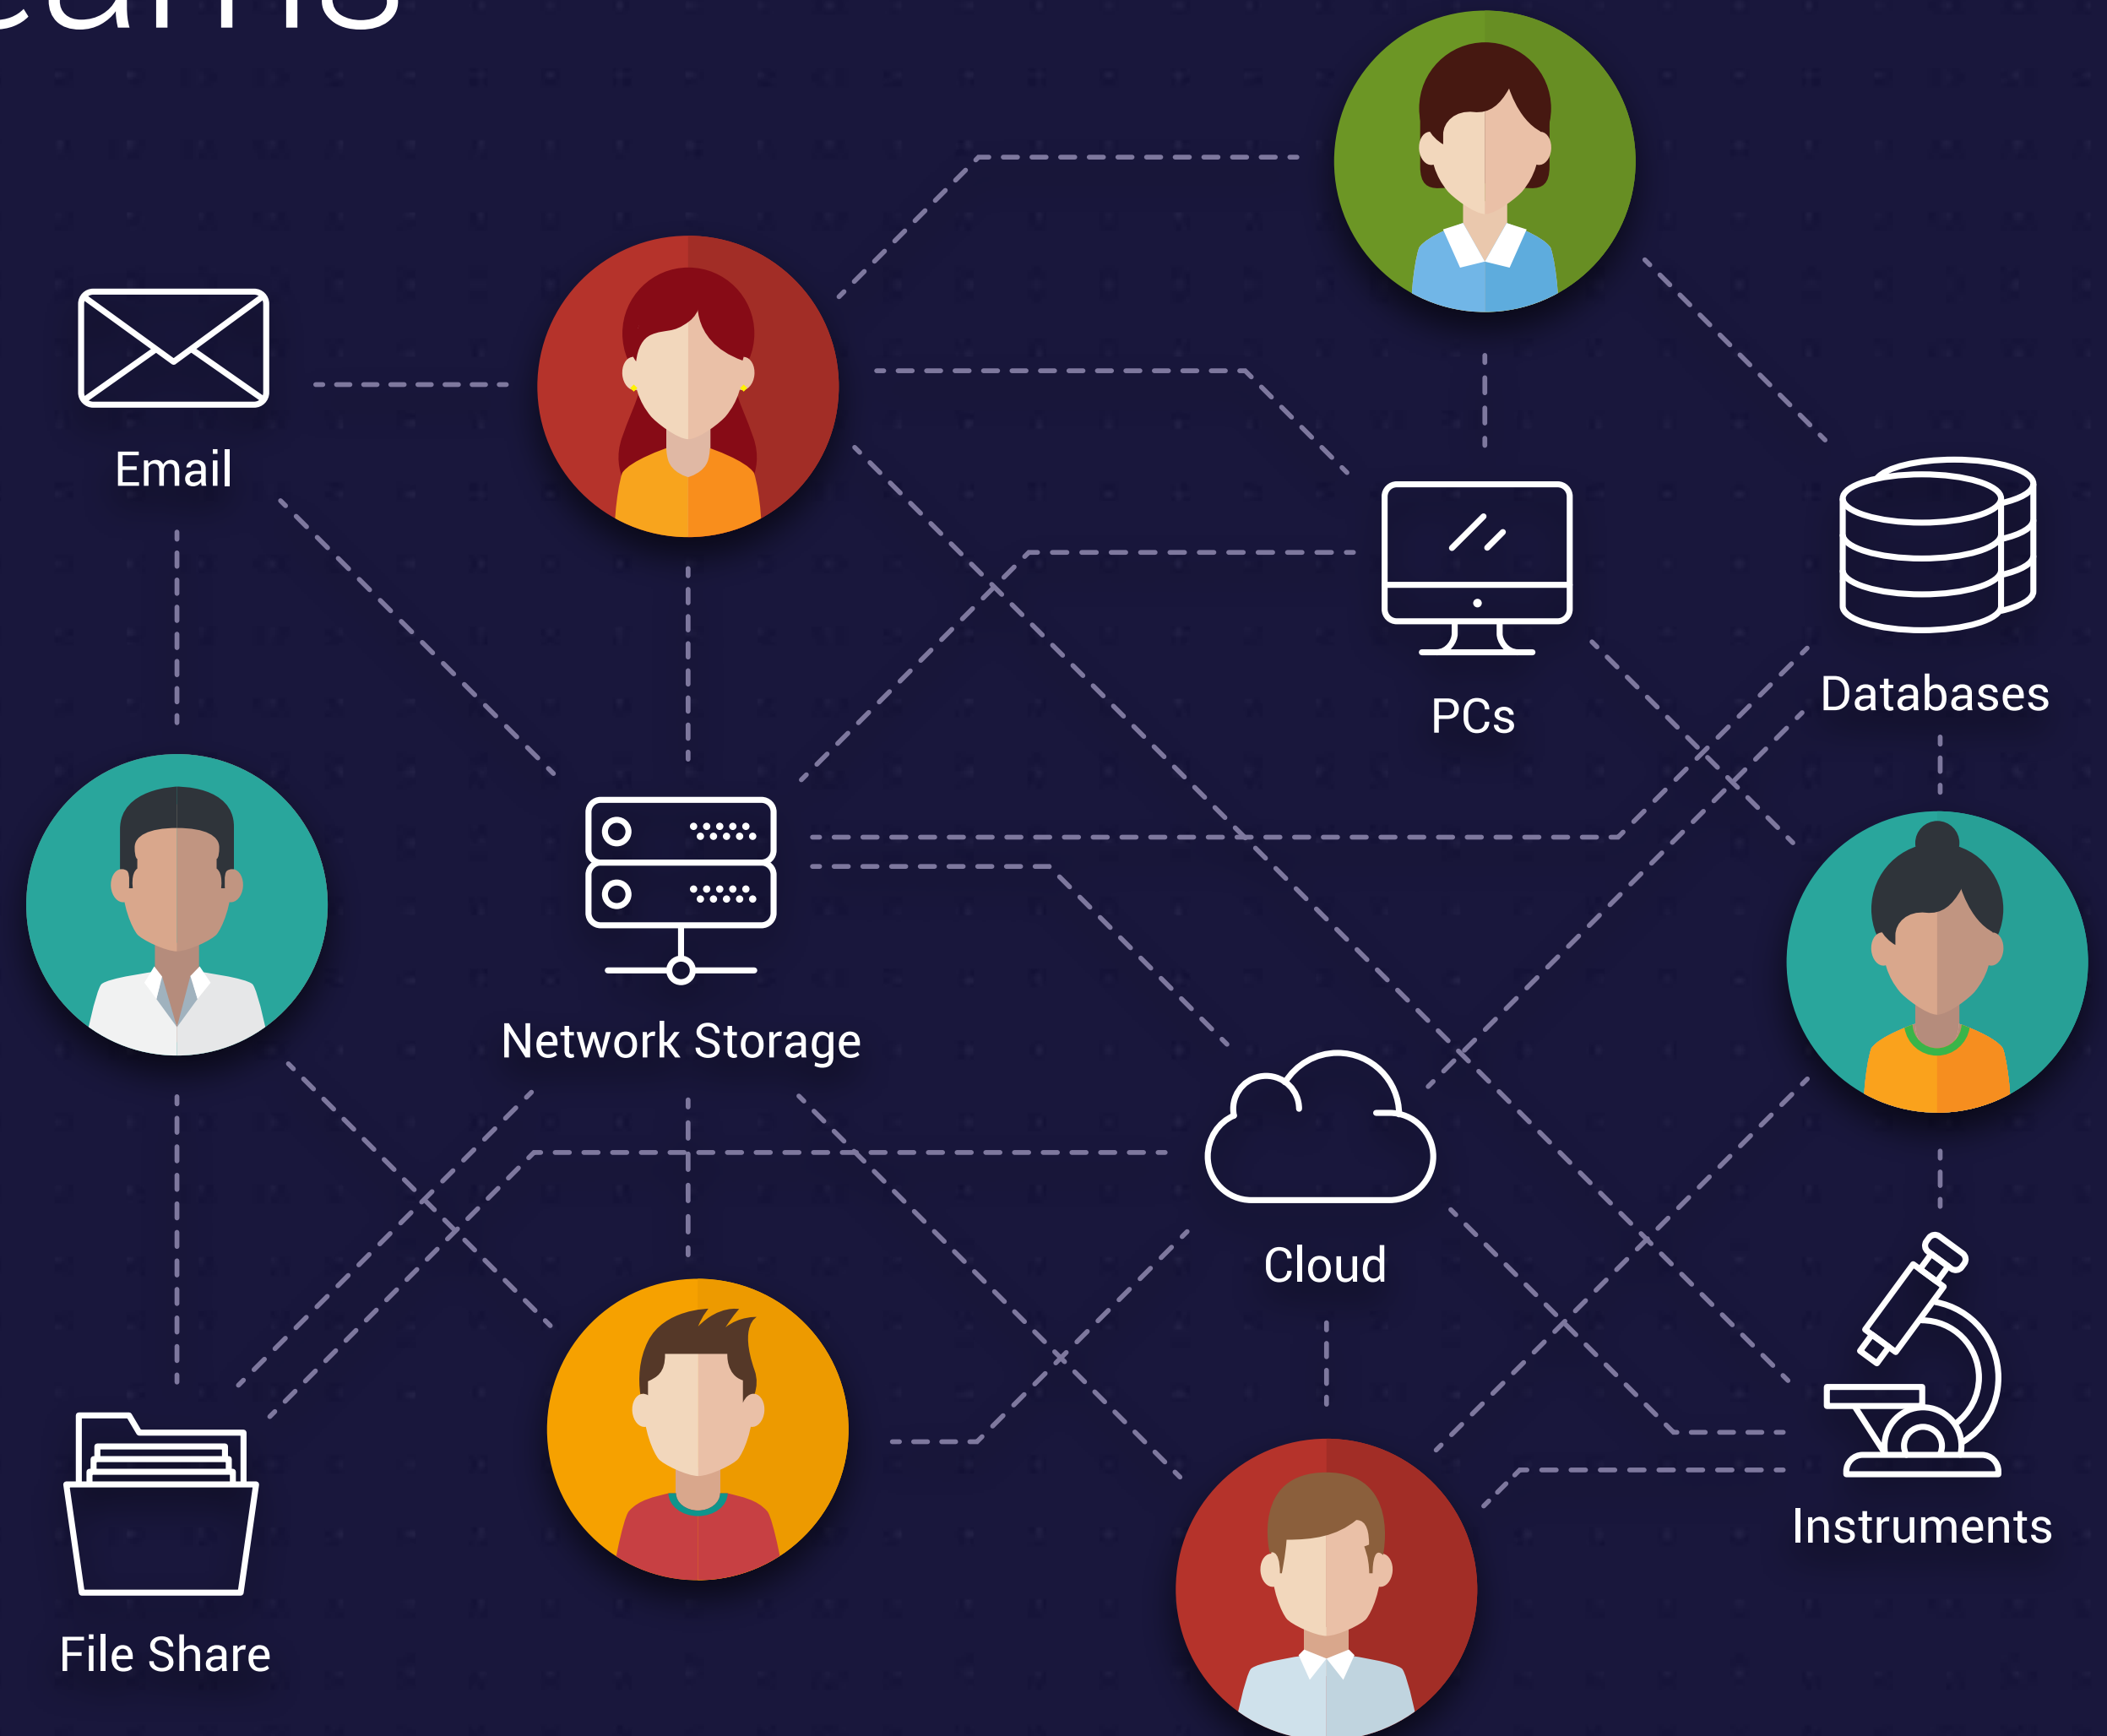 Email
PCs
Databases
Network Storage
Cloud
Instruments
File Share